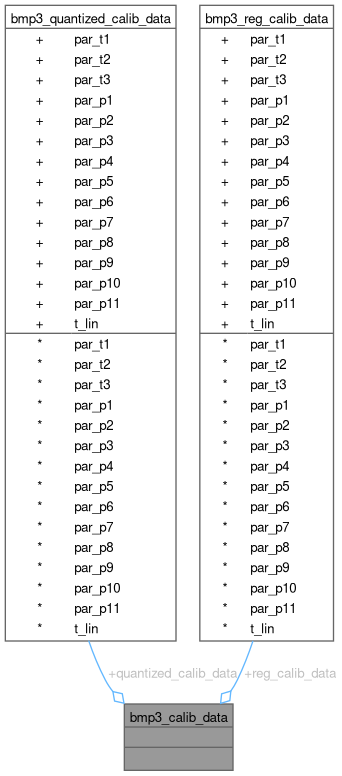 bmp3_quantized_calib_data
+ par_t1
+ par_t2
+ par_t3
+ par_p1
+ par_p2
+ par_p3
+ par_p4
+ par_p5
+ par_p6
+ par_p7
+ par_p8
+ par_p9
+ par_p10
+ par_p11
+ t_lin
* par_t1
* par_t2
* par_t3
* par_p1
* par_p2
* par_p3
* par_p4
* par_p5
* par_p6
* par_p7
* par_p8
* par_p9
* par_p10
* par_p11
* t_lin
bmp3_reg_calib_data
+ par_t1
+ par_t2
+ par_t3
+ par_p1
+ par_p2
+ par_p3
+ par_p4
+ par_p5
+ par_p6
+ par_p7
+ par_p8
+ par_p9
+ par_p10
+ par_p11
+ t_lin
* par_t1
* par_t2
* par_t3
* par_p1
* par_p2
* par_p3
* par_p4
* par_p5
* par_p6
* par_p7
* par_p8
* par_p9
* par_p10
* par_p11
* t_lin
+quantized_calib_data
+reg_calib_data
bmp3_calib_data